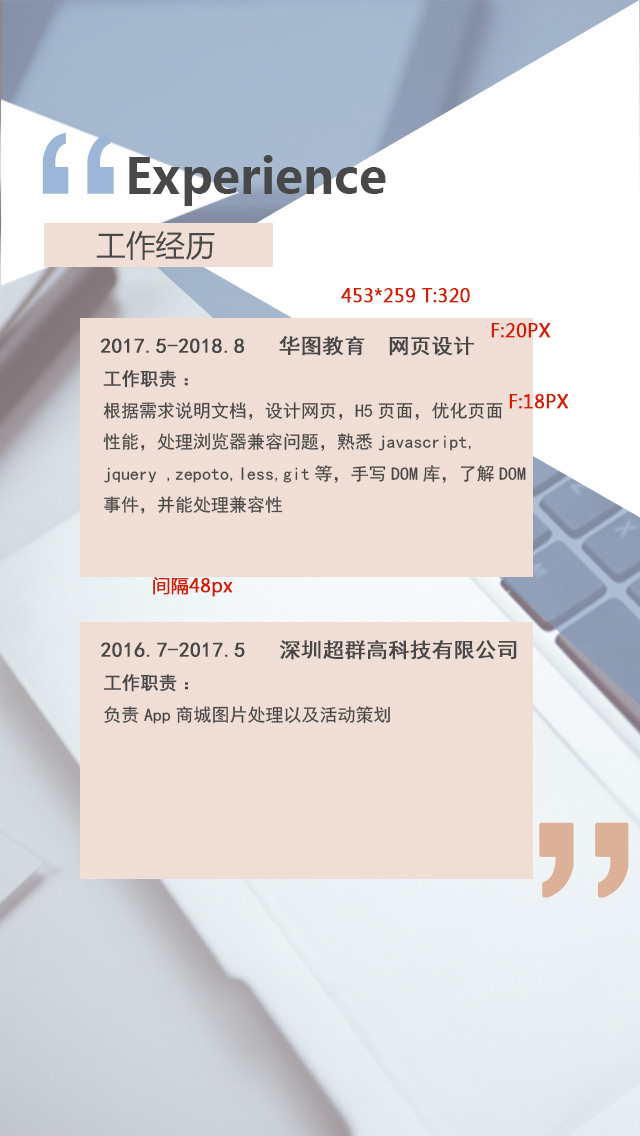 “Experience
工作经历
453*259 T:320
2017.5-2018.8 华图教育 网页设计
F:20PX
工作职责：
根据需求说明文档，设计网页，H5 页面，优化页面
F:18PX
性能，处理浏览器兼容问题，熟悉 javascript,
jquery ,zepoto,less,git 等，手写 DOM 库，了解 DOM
事件，并能处理兼容性
间隔48px
2016.7-2017.5 深圳超群高科技有限公司
工作职责：
负责 App 商城图片处理以及活动策划
”